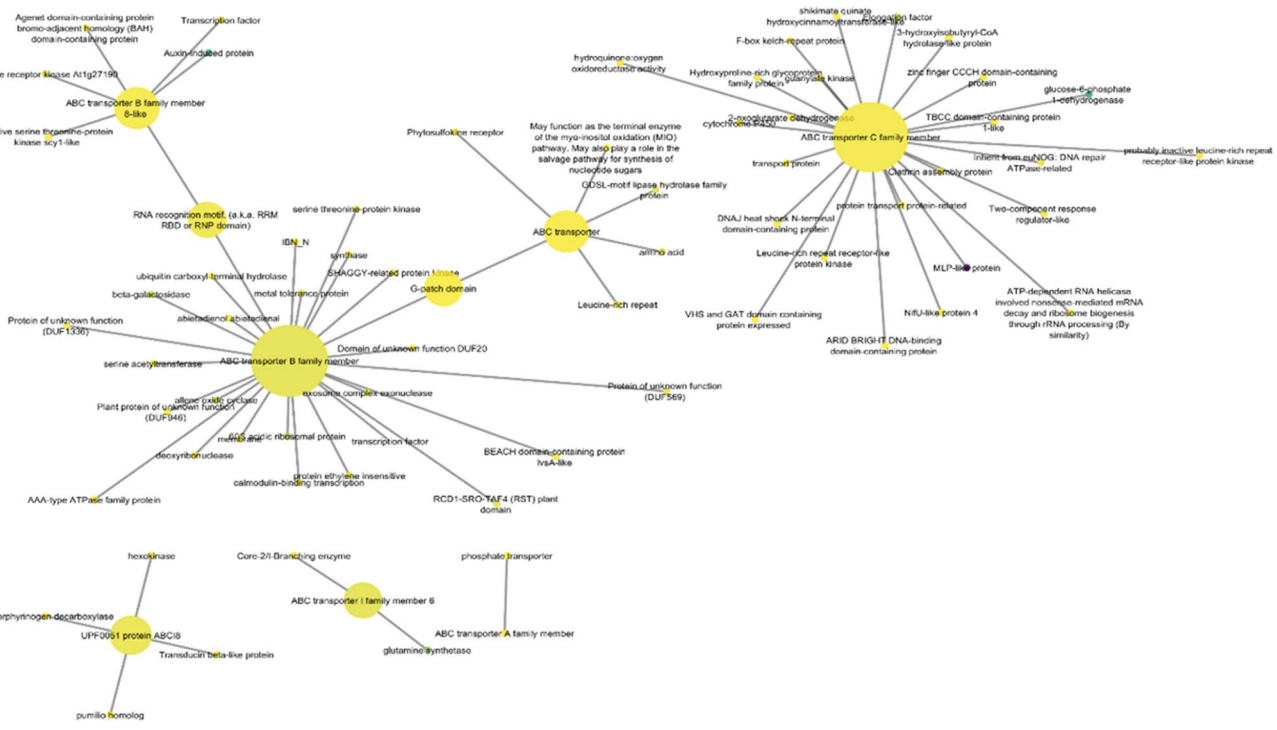 Agenet domain-containing protein
bromo-adjacent homology (BAH)
domain-containing protein
Transcription factor
Auxin-induced protein
receptor kinase At1g27190
ABC transporter B family member
8-like
serine threonine-protein
kinase scy1-like
RNA recognition motif. (a.k.a. RRM
RBD or RNP domain)
serine threonine-protein kinase
IBN_N
synthase
ubiquitin carboxyl-terminal hydrolase
SHAGGY-related protein kinase
G-patch domain
beta-galactosidase
metal tolerance protein
abietadienol abietadienal
Protein of unknown function
(DUF1336)
Domain of unknown function DUF20
serine acetyltransferase
ABC transporter B family member
Protein of unknown function
(DUF569)
exosome complex exonuclease
allene oxide cyclase
Plant protein of unknown function
(DUF946)
membrane
60S acidic ribosomal protein
transcription factor
deoxyribonuclease
BEACH domain-containing protein
lvsA-like
protein ethylene insensitive
calmodulin-binding transcription
AAA-type ATPase family protein
RCD1-SRO-TAF4 (RST) plant
domain
Phytosulfokine receptor
May function as the terminal enzyme
of the myo-inositol oxidation (MIO)
pathway. May also play a role in the
salvage pathway for synthesis of
nucleotide sugars
GDSL-motif lipase hydrolase family
protein
ABC transporter
amino acid
Leucine-rich repeat
shikimate quinate
hydroxycinnamoyltransferase-like
Elongation factor
3-hydroxyisobutyryl-CoA
hydrolase-like protein
F-box kelch-repeat protein
hydroquinone:oxygen
oxidoreductase activity
Hydroxyproline-rich glycoprotein
family protein
guanylate kinase
zinc finger CCCH domain-containing
protein
glucose-6-phosphate
1-dehydrogenase
2-oxoglutarate dehydrogenase
cytochrome P450
TBCC domain-containing protein
1-like
ABC transporter C family member
probably inactive leucine-rich repeat
receptor-like protein kinase
Inherit from euNOG: DNA repair
ATPase-related
transport protein
Clathrin assembly protein
protein transport protein-related
Two-component response
regulator-like
DNAJ heat shock N-terminal
domain-containing protein
Leucine-rich repeat receptor-like
protein kinase
MLP-like protein
VHS and GAT domain containing
protein expressed
NifU-like protein 4
ATP-dependent RNA helicase
involved nonsense-mediated mRNA
decay and ribosome biogenesis
through rRNA processing (By
similarity)
ARID BRIGHT DNA-binding
domain-containing protein
hexokinase
decarboxylase
UPF0051 protein ABCI8
Transducin beta-like protein
pumilio homolog
Core-2/I-Branching enzyme
ABC transporter I family member 6
glutamine synthetase
phosphate transporter
ABC transporter A family member